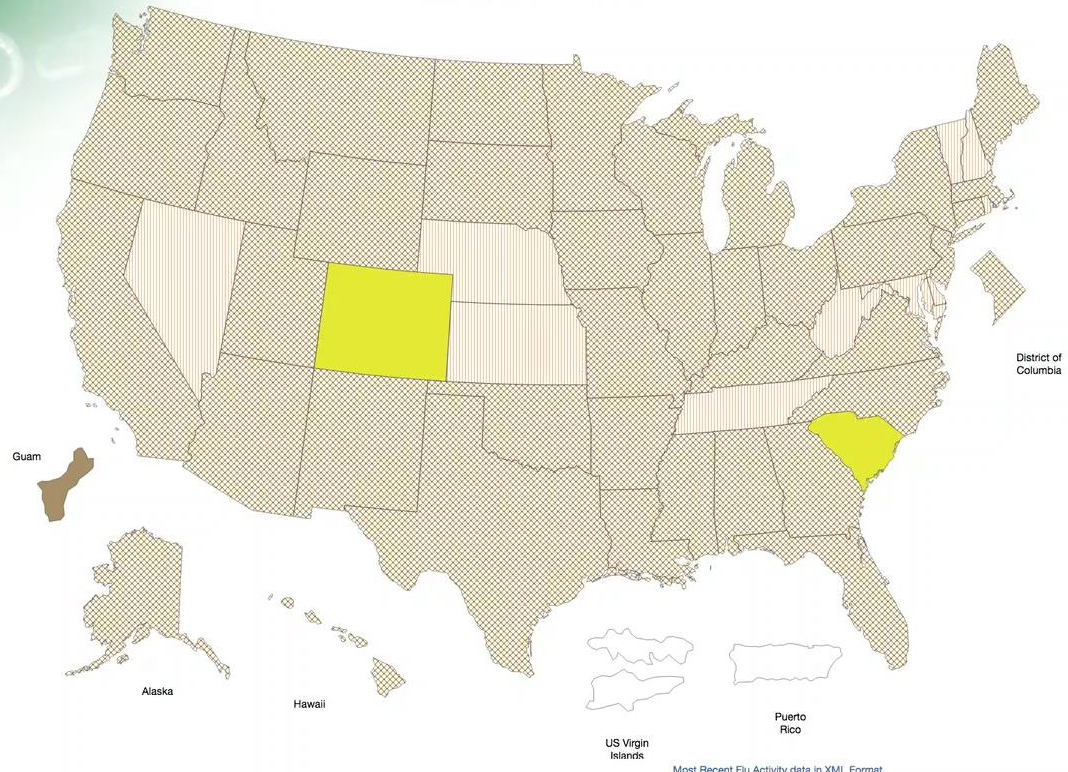 District of
Columbia
Guam
Alaska
Hawaii
Puerto
Rico
US Virgin
Islands
Most Recent Flu Activity data in XML Format